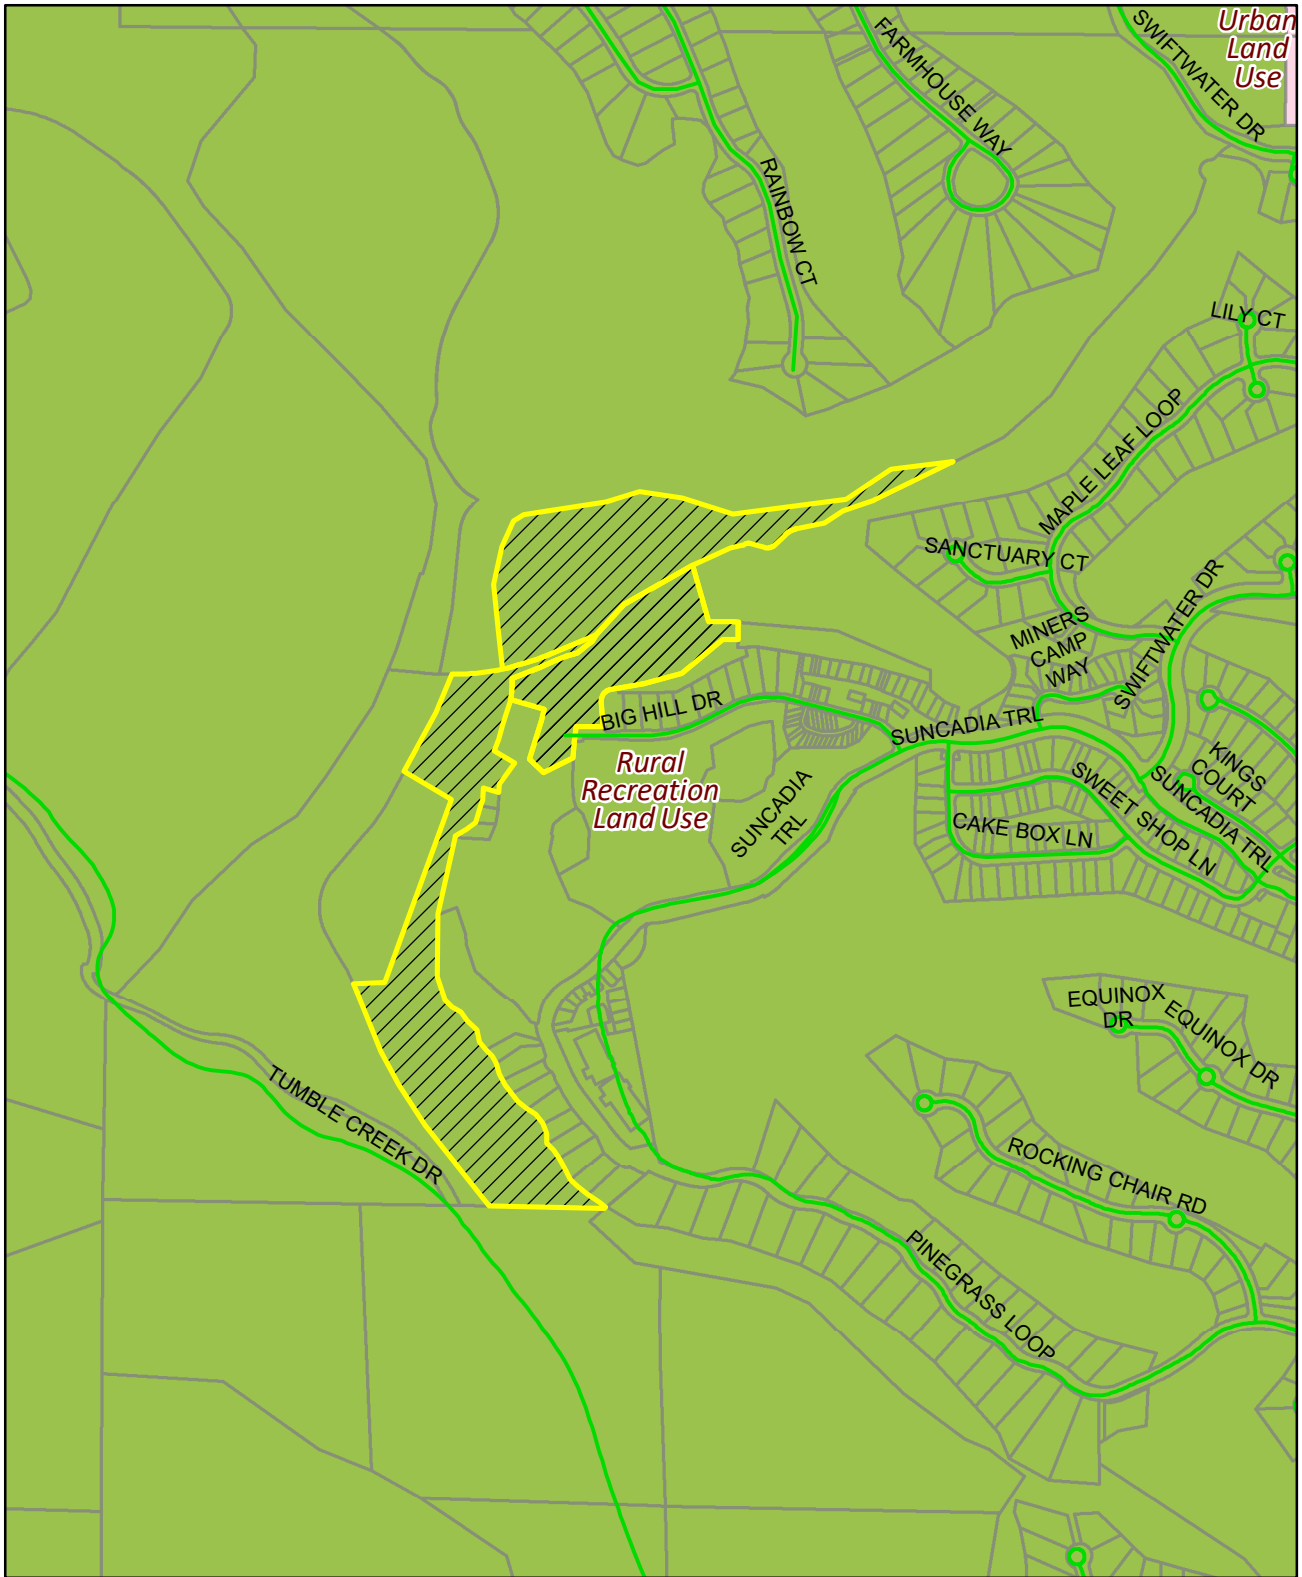 Urban
Land
Use
SWIFTWATER DR
FARMHOUSE WAY
RAINBOW CT
LILY CT
MAPLE LEAF LOOP
SANCTUARY CT
MINERS
CAMP
WAY
SWIFTWATER DR
BIG HILL DR
SUNCADIA TRL
Rural
Recreation
Land Use
SUNCADIA
TRL
KINGS
COURT
SWEET SHOP LN
SUNCADIA TRL
CAKE BOX LN
EQUINOX
DR
EQUINOX DR
TUMBLE CREEK DR
ROCKING CHAIR RD
PINEGRASS LOOP